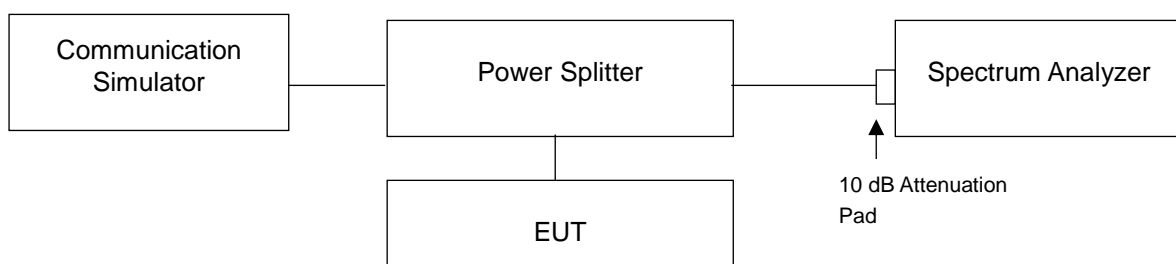 Communication
Simulator
Power Splitter
Spectrum Analyzer
10 dB Attenuation
Pad
EUT